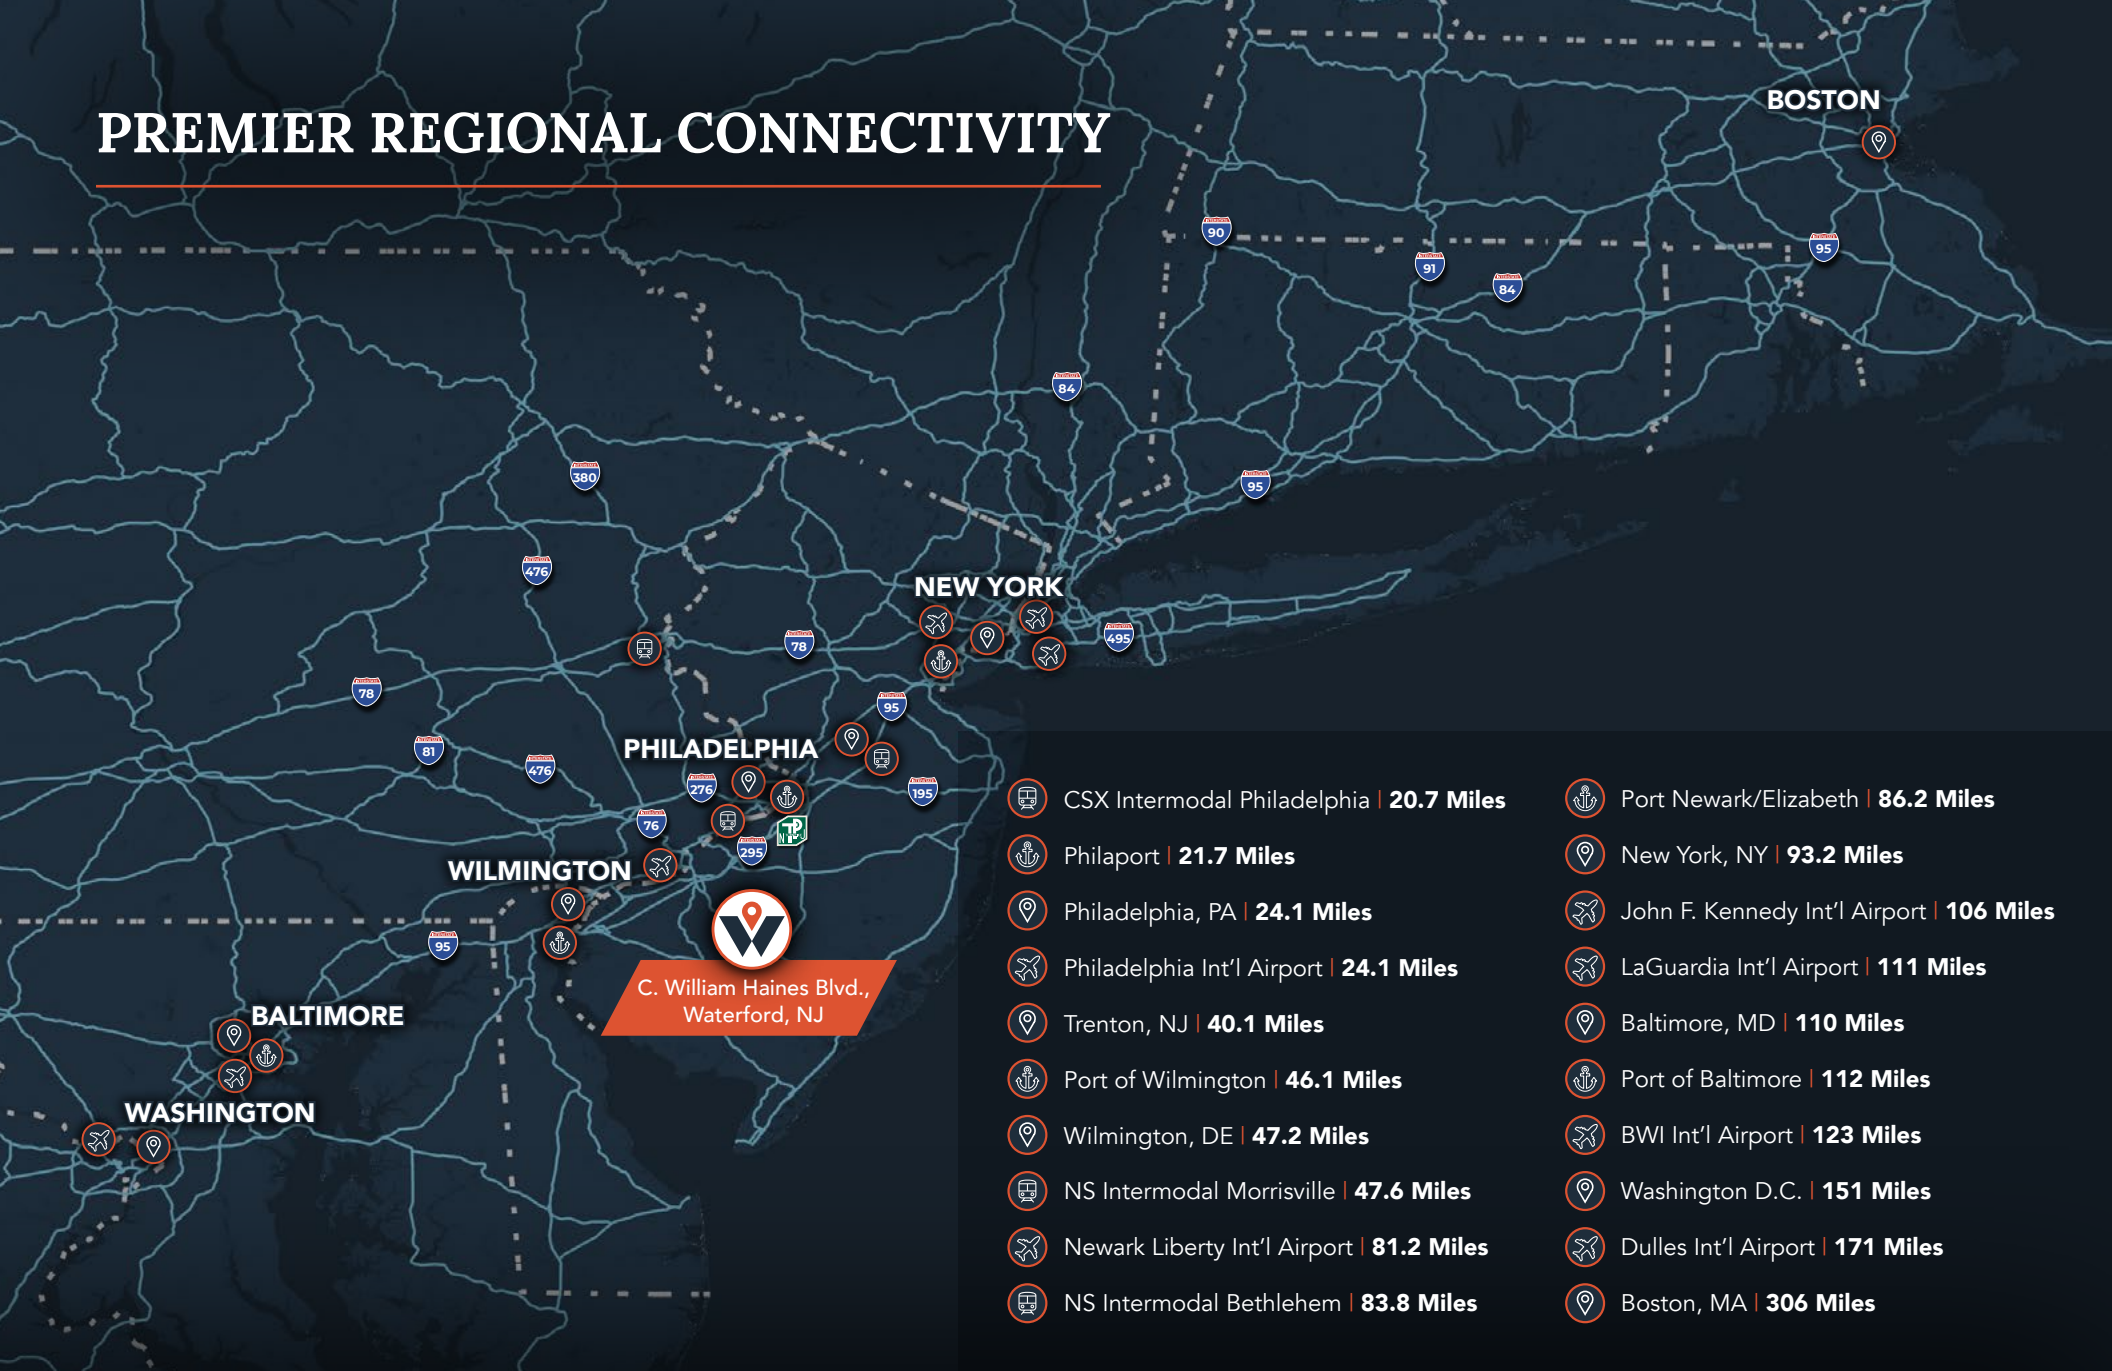 PREMIER REGIONAL CONNECTIVITY
BOSTON
90
95
91
84
84
380
95
476
NEW YORK
78
495
78
95
PHILADELPHIA
81
476
276
195
76
295
TP
WILMINGTON
95
W
C. William Haines Blvd.,
Waterford, NJ
BALTIMORE
WASHINGTON
CSX Intermodal Philadelphia | 20.7 Miles
Philaport | 21.7 Miles
Philadelphia, PA | 24.1 Miles
Philadelphia Int'l Airport | 24.1 Miles
Trenton, NJ | 40.1 Miles
Port of Wilmington | 46.1 Miles
Wilmington, DE | 47.2 Miles
NS Intermodal Morrisville | 47.6 Miles
Newark Liberty Int'l Airport | 81.2 Miles
NS Intermodal Bethlehem | 83.8 Miles
Port Newark/Elizabeth | 86.2 Miles
New York, NY | 93.2 Miles
John F. Kennedy Int'l Airport | 106 Miles
LaGuardia Int'l Airport | 111 Miles
Baltimore, MD | 110 Miles
Port of Baltimore | 112 Miles
BWI Int'l Airport | 123 Miles
Washington D.C. | 151 Miles
Dulles Int'l Airport | 171 Miles
Boston, MA | 306 Miles